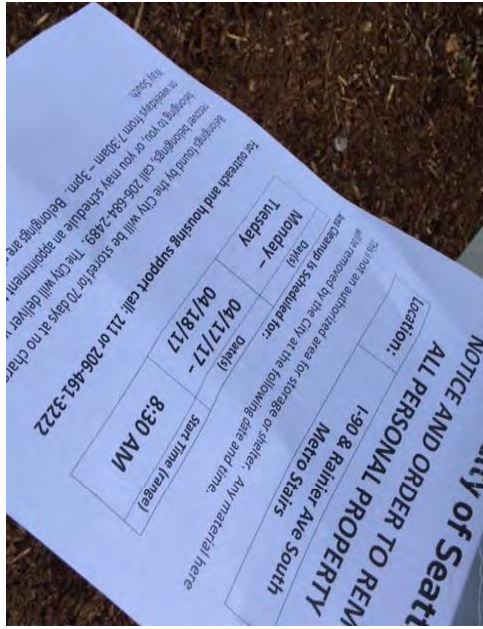 ity of Seatt
NOTICE AND ORDER TO REM
ALL PERSONAL PROPERTY
Location: I-90 & Rainier Ave South
Metro Stairs
This is not an authorized area for storage or shelter. Any material here
will be removed by the City at the following date and time.
Next Cleanup is Scheduled for:
Day(s) Date(s) Start Time (range)
Monday – 04/17/17 – 8:30 AM
Tuesday 04/18/17
For outreach and housing support call: 211 or 206-461-3222
Belongings found by the City will be stored for 70 days at no charg
recover belongings, call 206-684-2489. The City will deliver
belonging to you, or you may schedule an appointment
or weekdays from 7:30am – 3pm. Belongings are
Way South.